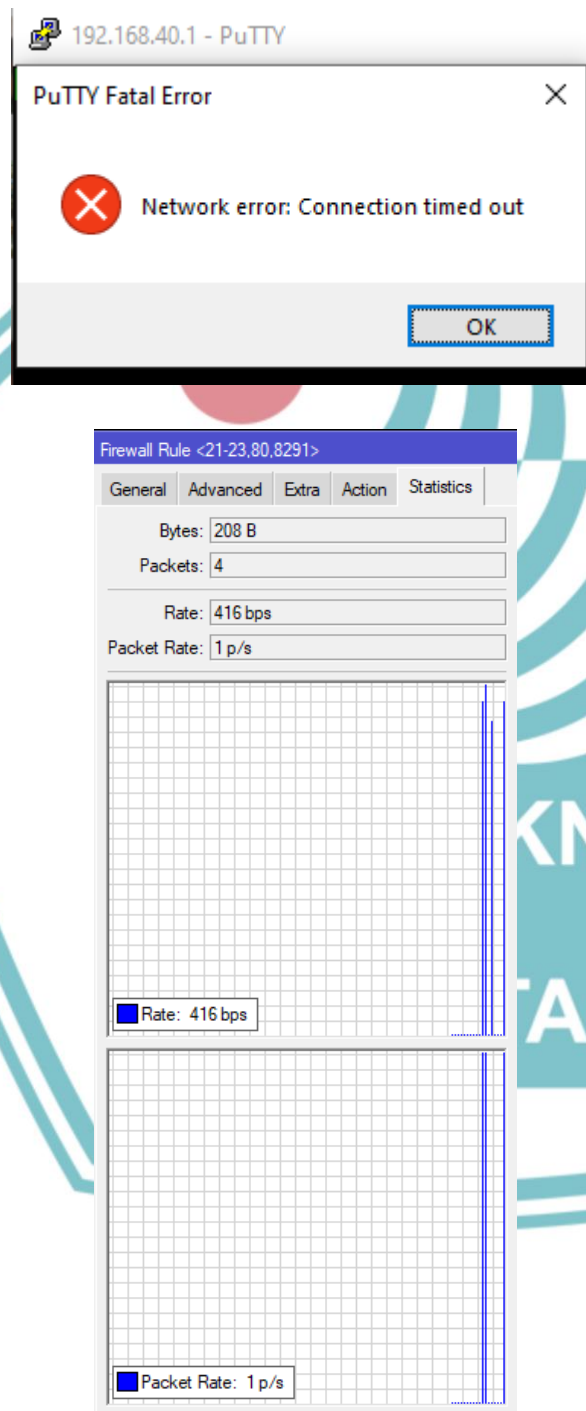 192.168.40.1 - PuTTY
PuTTY Fatal Error
Network error: Connection timed out
OK
Firewall Rule <21-23,80,8291>
General Advanced Extra Action Statistics
Bytes: 208 B
Packets: 4
Rate: 416 bps
Packet Rate: 1 p/s
Rate: 416 bps
Packet Rate: 1 p/s